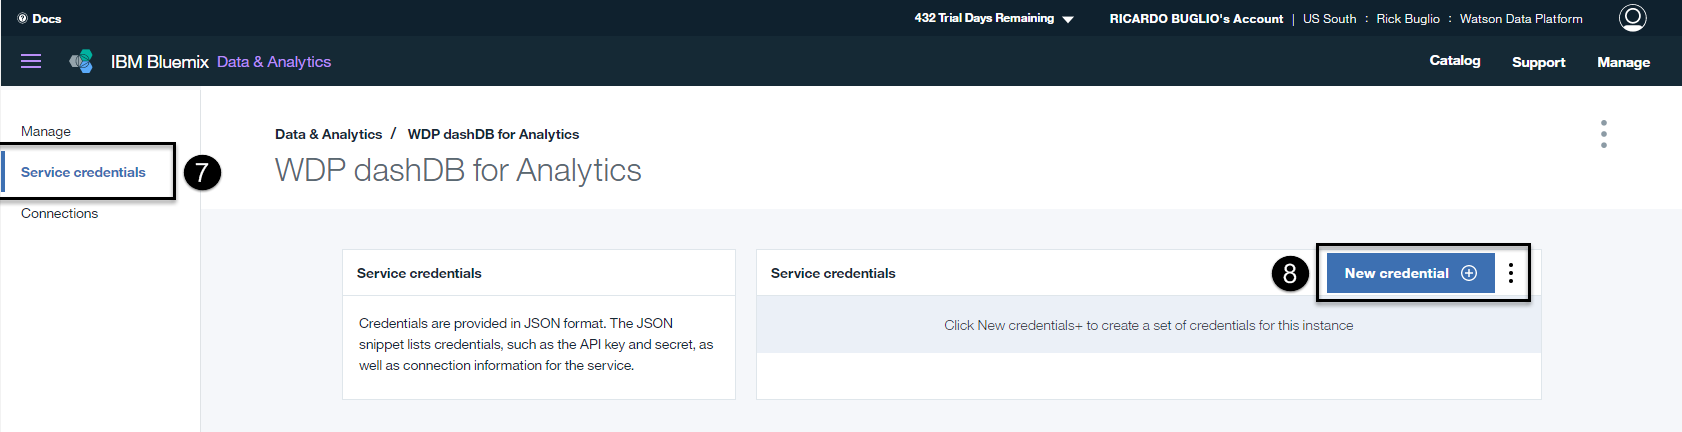 Docs
432 Trial Days Remaining
RICARDO BUGLIO's Account | US South : Rick Buglio : Watson Data Platform
IBM Bluemix Data & Analytics
Catalog Support Manage
Manage
Service credentials
7
Connections
Data & Analytics / WDP dashDB for Analytics
WDP dashDB for Analytics
Service credentials
Credentials are provided in JSON format. The JSON
snippet lists credentials, such as the API key and secret, as
well as connection information for the service.
Service credentials
8
New credential
Click New credentials+ to create a set of credentials for this instance